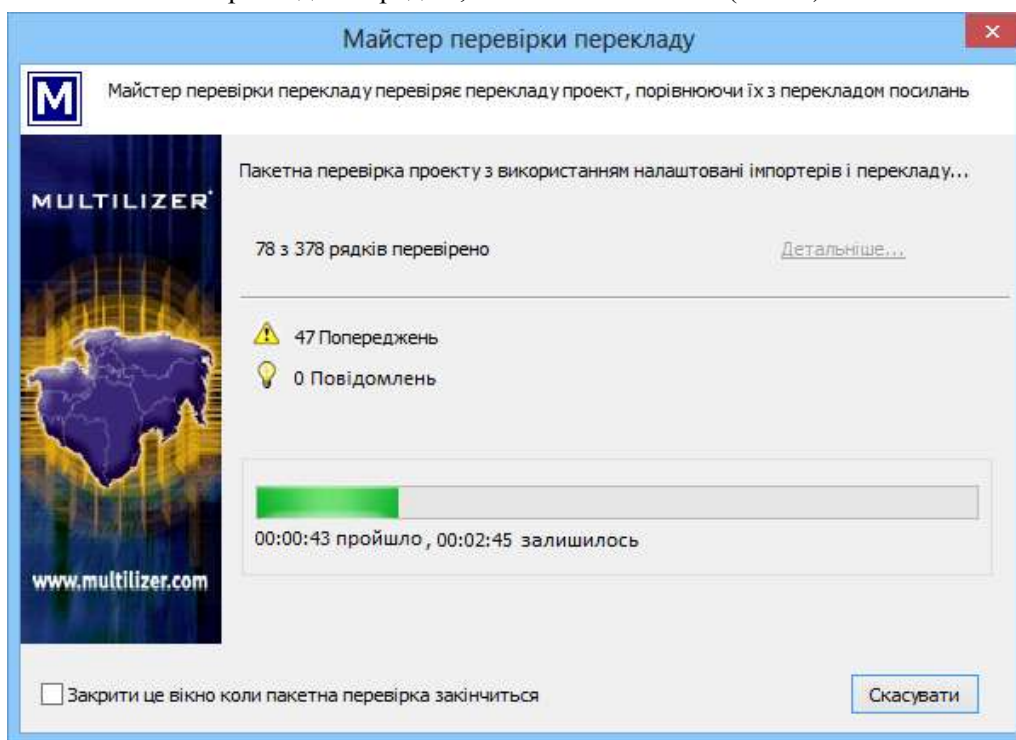 Майстер перевірки перекладу
Майстер перевірки перекладу перевіряє перекладу проект, порівнюючи їх з перекладом посилань
M
MULTILIZER
Пакетна перевірка проекту з використанням налаштовані імпортерів і перекладу...
78 з 378 рядків перевірено
Детальніше...
47 Попереджень
0 Повідомлень
00:00:43 пройшло, 00:02:45 залишилось
www.multilizer.com
Закрити це вікно коли пакетна перевірка закінчиться
Скасувати